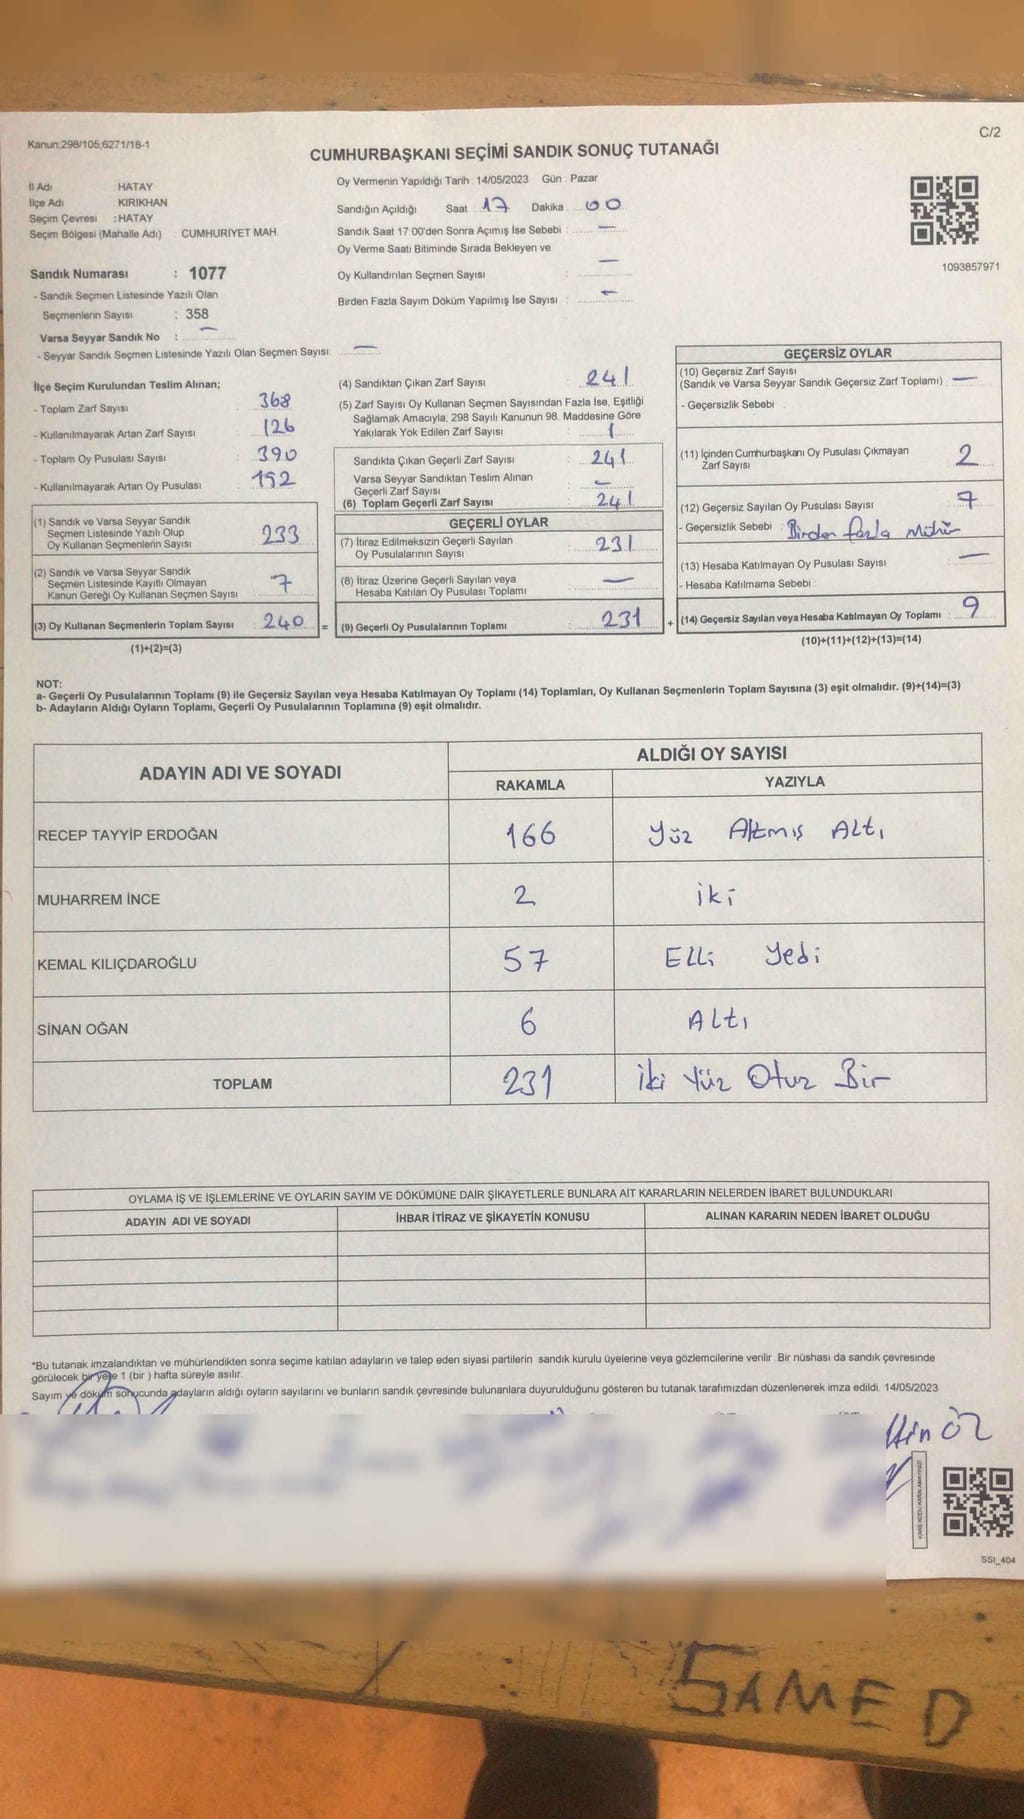 Kanun:298/105,6271/18-1
C/2
CUMHURBAŞKANI SEÇİMİ SANDIK SONUÇ TUTANAĞI
İl Adı HATAY
İlçe Adı KIRIKHAN
Seçim Çevresi : HATAY
Seçim Bölgesi (Mahalle Adı) CUMHURİYET MAH
Sandık Numarası : 1077
- Sandık Seçmen Listesinde Yazılı Olan
Seçmenlerin Sayısı : 358
Varsa Seyyar Sandık No : —
- Seyyar Sandık Seçmen Listesinde Yazılı Olan Seçmen Sayısı: —
Oy Vermenin Yapıldığı Tarih : 14/05/2023 Gün : Pazar
Sandığın Açıldığı Saat 17 Dakika 00
Sandık Saat 17 00'den Sonra Açımış İse Sebebi : —
Oy Verme Saati Bitiminde Sırada Bekleyen ve
Oy Kullandırılan Seçmen Sayısı : —
Birden Fazla Sayım Döküm Yapılmış İse Sayısı : —
1093857971
İlçe Seçim Kurulundan Teslim Alınan;
- Toplam Zarf Sayısı : 368
- Kullanılmayarak Artan Zarf Sayısı : 126
- Toplam Oy Pusulası Sayısı : 390
- Kullanılmayarak Artan Oy Pusulası : 152
(1) Sandık ve Varsa Seyyar Sandık
Seçmen Listesinde Yazılı Olup
Oy Kullanan Seçmenlerin Sayısı : 233
(2) Sandık ve Varsa Seyyar Sandık
Seçmen Listesinde Kayıtlı Olmayan
Kanun Gereği Oy Kullanan Seçmen Sayısı : 7
(3) Oy Kullanan Seçmenlerin Toplam Sayısı : 240 =
(1)+(2)=(3)
(4) Sandıktan Çıkan Zarf Sayısı : 241
(5) Zarf Sayısı Oy Kullanan Seçmen Sayısından Fazla İse, Eşitliği
Sağlamak Amacıyla, 298 Sayılı Kanunun 98. Maddesine Göre
Yakılarak Yok Edilen Zarf Sayısı : 1
Sandıkta Çıkan Geçerli Zarf Sayısı : 241
Varsa Seyyar Sandıktan Teslim Alınan
Geçerli Zarf Sayısı : —
(6) Toplam Geçerli Zarf Sayısı : 241
GEÇERLİ OYLAR
(7) İtiraz Edilmeksizin Geçerli Sayılan
Oy Pusulalarının Sayısı : 231
(8) İtiraz Üzerine Geçerli Sayılan veya
Hesaba Katılan Oy Pusulası Toplamı : —
(9) Geçerli Oy Pusulalarının Toplamı : 231 +
GEÇERSİZ OYLAR
(10) Geçersiz Zarf Sayısı
(Sandık ve Varsa Seyyar Sandık Geçersiz Zarf Toplamı) : —
- Geçersizlik Sebebi :
(11) İçinden Cumhurbaşkanı Oy Pusulası Çıkmayan
Zarf Sayısı : 2
(12) Geçersiz Sayılan Oy Pusulası Sayısı : 7
- Geçersizlik Sebebi : Birden fazla Mühür
(13) Hesaba Katılmayan Oy Pusulası Sayısı : —
- Hesaba Katılmama Sebebi :
(14) Geçersiz Sayılan veya Hesaba Katılmayan Oy Toplamı : 9
(10)+(11)+(12)+(13)=(14)
NOT:
a- Geçerli Oy Pusulalarının Toplamı (9) ile Geçersiz Sayılan veya Hesaba Katılmayan Oy Toplamı (14) Toplamları, Oy Kullanan Seçmenlerin Toplam Sayısına (3) eşit olmalıdır. (9)+(14)=(3)
b- Adayların Aldığı Oyların Toplamı, Geçerli Oy Pusulalarının Toplamına (9) eşit olmalıdır.
ADAYIN ADI VE SOYADI
ALDIĞI OY SAYISI
RAKAMLA YAZIYLA
RECEP TAYYİP ERDOĞAN 166 Yüz Altmış Altı
MUHARREM İNCE 2 iki
KEMAL KILIÇDAROĞLU 57 Elli Yedi
SİNAN OĞAN 6 Altı
TOPLAM 231 iki Yüz Otuz Bir
OYLAMA İŞ VE İŞLEMLERİNE VE OYLARIN SAYIM VE DÖKÜMÜNE DAİR ŞİKAYETLERLE BUNLARA AİT KARARLARIN NELERDEN İBARET BULUNDUKLARI
ADAYIN ADI VE SOYADI İHBAR İTİRAZ VE ŞİKAYETİN KONUSU ALINAN KARARIN NEDEN İBARET OLDUĞU
*Bu tutanak imzalandıktan ve mühürlendikten sonra seçime katılan adayların ve talep eden siyasi partilerin sandık kurulu üyelerine veya gözlemcilerine verilir. Bir nüshası da sandık çevresinde
görülecek bir yere 1 (bir) hafta süreyle asılır.
Sayım ve döküm sonucunda adayların aldığı oyların sayılarını ve bunların sandık çevresinde bulunanlara duyurulduğunu gösteren bu tutanak tarafımızdan düzenlenerek imza edildi. 14/05/2023
SSI_404
SAMED